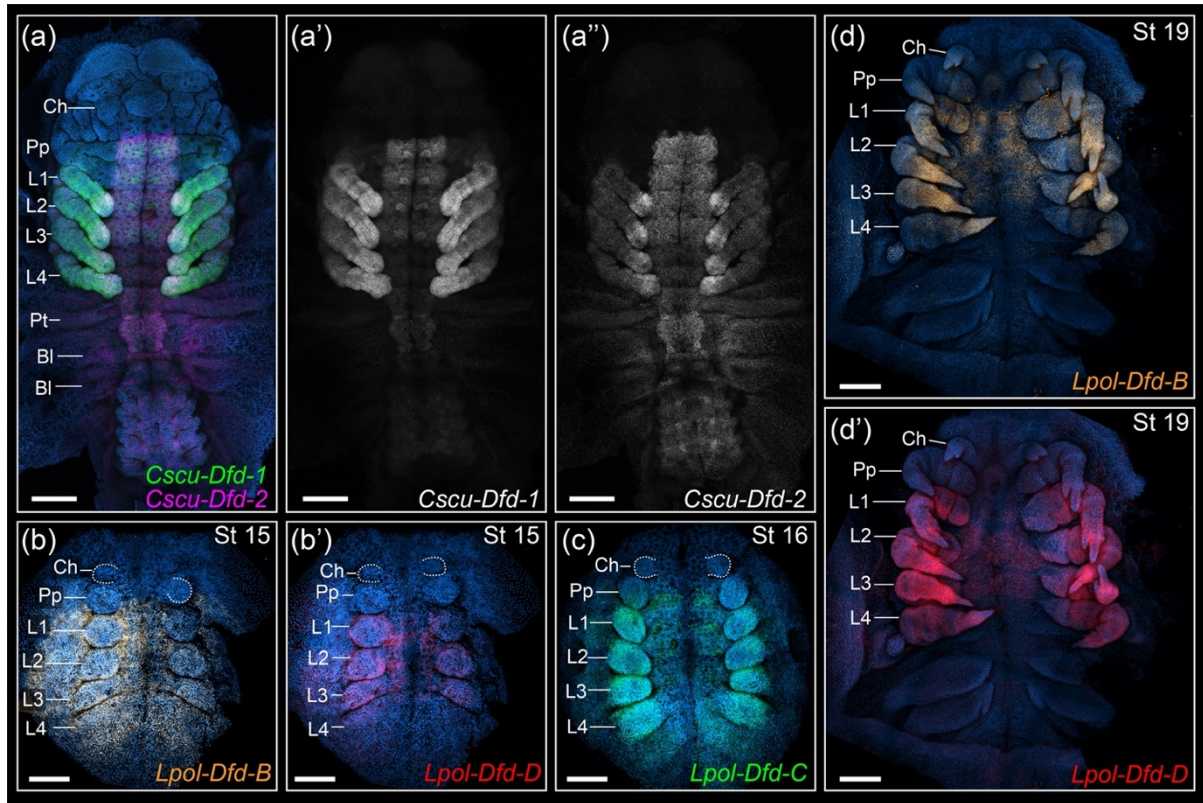 (a)
Ch
Pp
L1
L2
L3
L4
Pt
Bl
Bl
Cscu-Dfd-1
Cscu-Dfd-2
(a')
Cscu-Dfd-1
(a'')
Cscu-Dfd-2
(b)
St 15
Ch
Pp
L1
L2
L3
L4
Lpol-Dfd-B
(b')
St 15
Ch
Pp
L1
L2
L3
L4
Lpol-Dfd-D
(c)
St 16
Ch
Pp
L1
L2
L3
L4
Lpol-Dfd-C
(d)
St 19
Ch
Pp
L1
L2
L3
L4
Lpol-Dfd-B
(d')
St 19
Ch
Pp
L1
L2
L3
L4
Lpol-Dfd-D